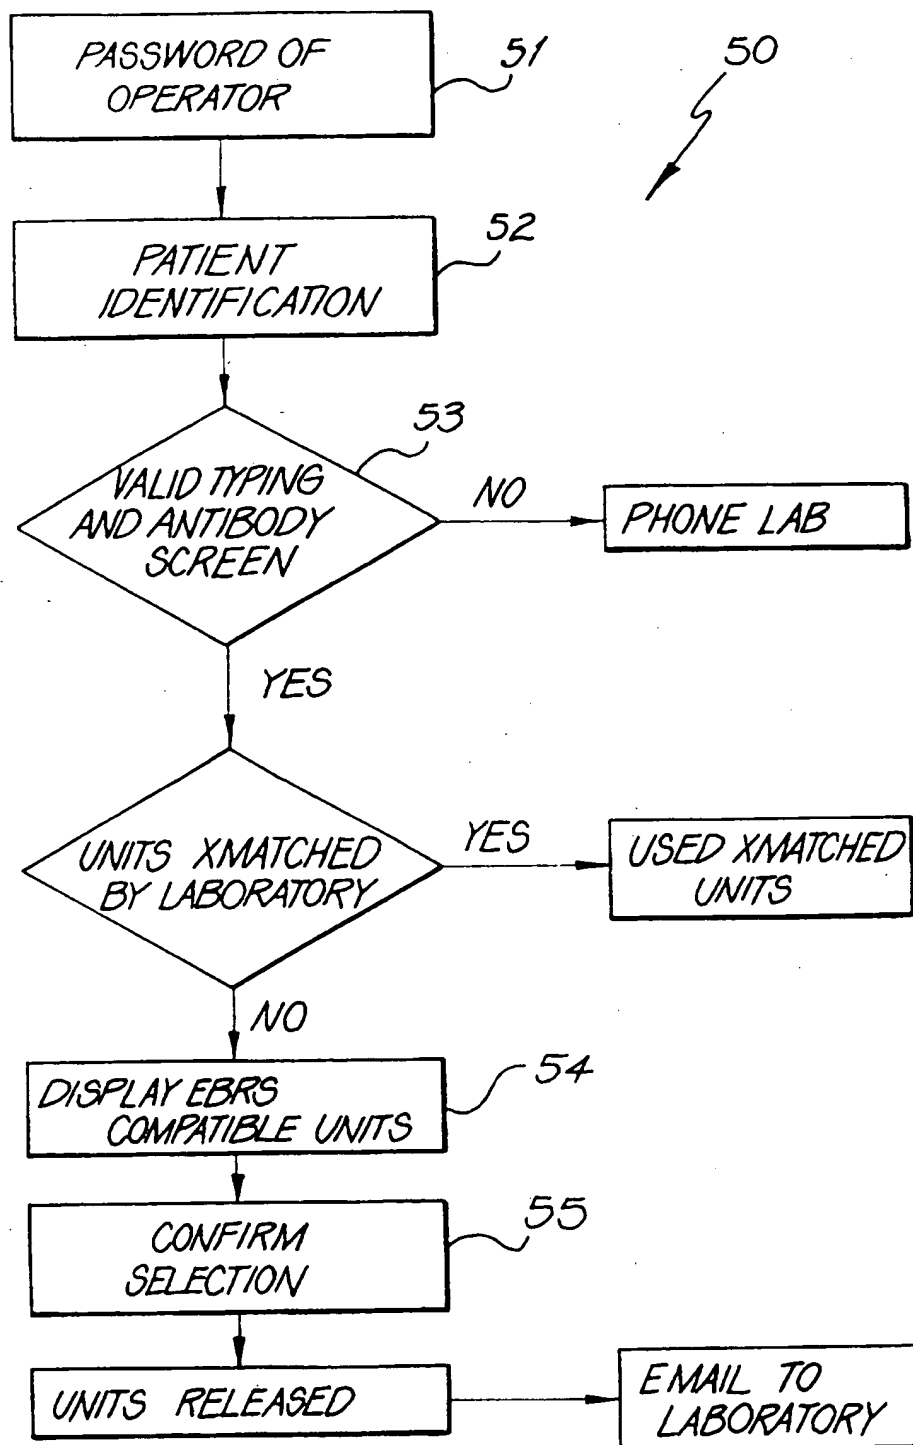 PASSWORD OF
OPERATOR
51
50
PATIENT
IDENTIFICATION
52
VALID TYPING
AND ANTIBODY
SCREEN
53
NO
PHONE LAB
YES
UNITS XMATCHED
BY LABORATORY
YES
USED XMATCHED
UNITS
NO
DISPLAY EBRS
COMPATIBLE UNITS
54
CONFIRM
SELECTION
55
UNITS RELEASED
EMAIL TO
LABORATORY